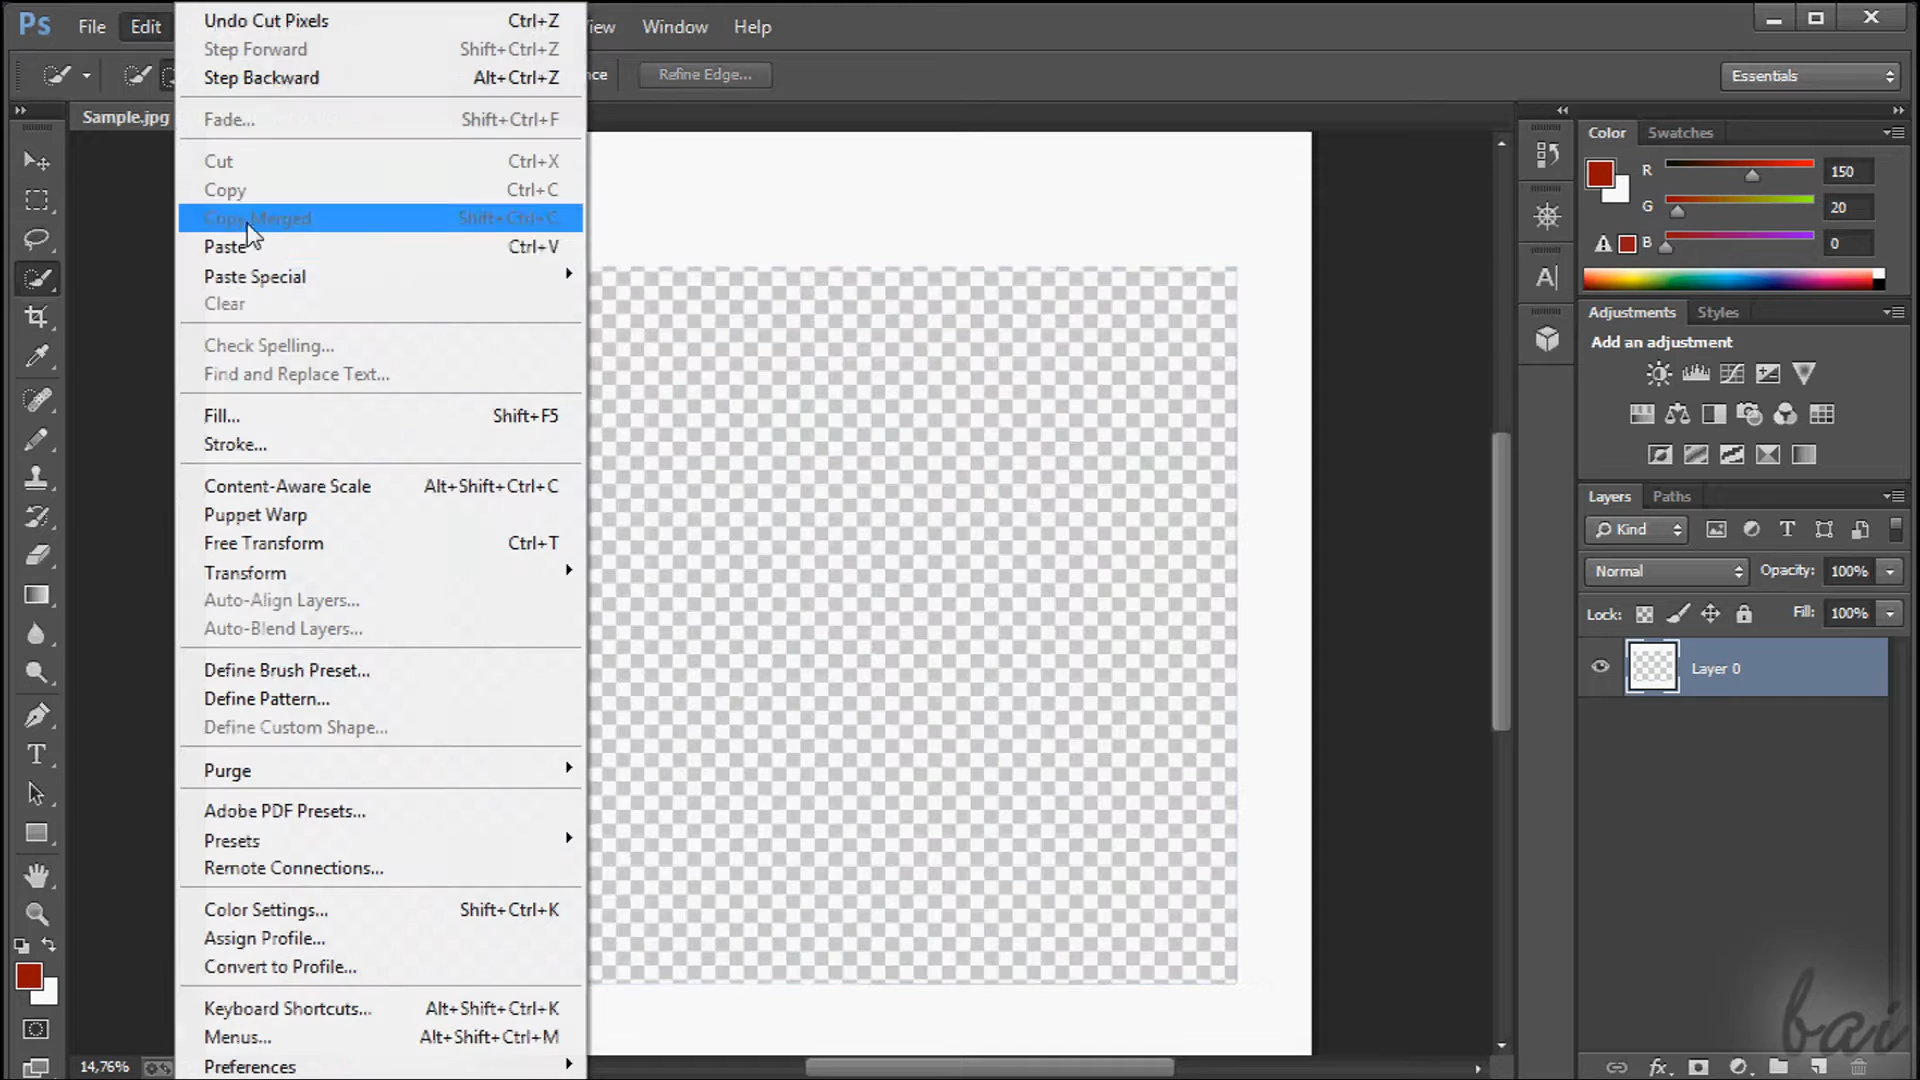 Ps File Edit View Window Help
Refine Edge... Essentials
Sample.jpg
Undo Cut Pixels Ctrl+Z
Step Forward Shift+Ctrl+Z
Step Backward Alt+Ctrl+Z
Fade... Shift+Ctrl+F
Cut Ctrl+X
Copy Ctrl+C
Copy Merged Shift+Ctrl+C
Paste Ctrl+V
Paste Special
Clear
Check Spelling...
Find and Replace Text...
Fill... Shift+F5
Stroke...
Content-Aware Scale Alt+Shift+Ctrl+C
Puppet Warp
Free Transform Ctrl+T
Transform
Auto-Align Layers...
Auto-Blend Layers...
Define Brush Preset...
Define Pattern...
Define Custom Shape...
Purge
Adobe PDF Presets...
Presets
Remote Connections...
Color Settings... Shift+Ctrl+K
Assign Profile...
Convert to Profile...
Keyboard Shortcuts... Alt+Shift+Ctrl+K
Menus... Alt+Shift+Ctrl+M
Preferences
14,76%
Color Swatches
R 150
G 20
B 0
Adjustments Styles
Add an adjustment
Layers Paths
Kind
Normal Opacity: 100%
Lock: Fill: 100%
Layer 0
bai